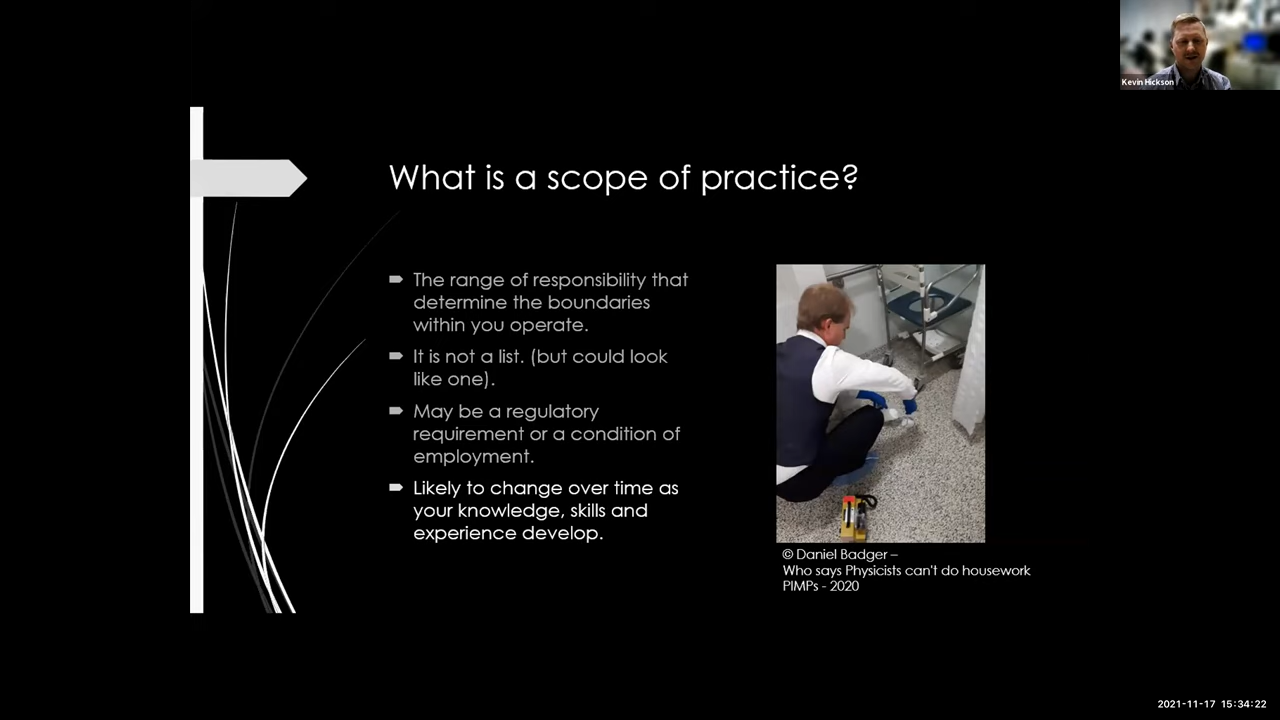 Kevin Hickson
What is a scope of practice?
The range of responsibility that
determine the boundaries
within you operate.
It is not a list. (but could look
like one).
May be a regulatory
requirement or a condition of
employment.
Likely to change over time as
your knowledge, skills and
experience develop.
© Daniel Badger –
Who says Physicists can't do housework
PIMPs - 2020
2021-11-17 15:34:22